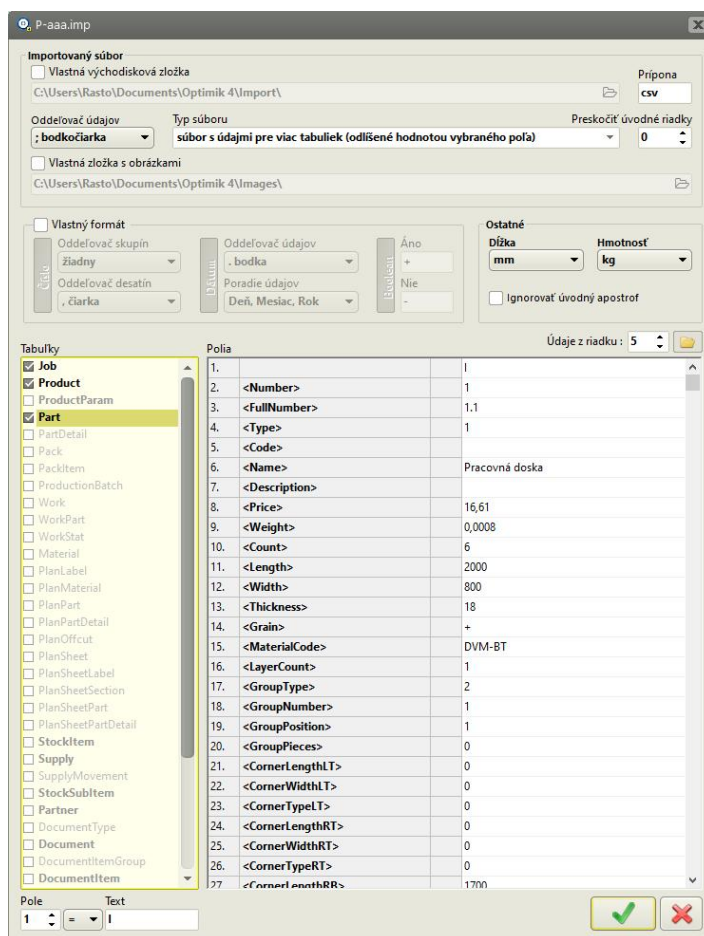 P-aaa.imp
Importovaný súbor
Vlastná východisková zložka
Prípona
C:\Users\Rasto\Documents\Optimik 4\Import\
csv
Oddeľovač údajov
Typ súboru
Preskočiť úvodné riadky
; bodkočiarka
súbor s údajmi pre viac tabuliek (odlíšené hodnotou vybraného poľa)
0
Vlastná zložka s obrázkami
C:\Users\Rasto\Documents\Optimik 4\Images\
Vlastný formát
Ostatné
Číslo
Oddeľovač skupín
žiadny
Oddeľovač desatín
, čiarka
Dátum
Oddeľovač údajov
. bodka
Poradie údajov
Deň, Mesiac, Rok
Boolean
Áno
+
Nie
-
Dĺžka
Hmotnosť
mm
kg
Ignorovať úvodný apostrof
Údaje z riadku : 5
Tabuľky
Job
Product
ProductParam
Part
PartDetail
Pack
PackItem
ProductionBatch
Work
WorkPart
WorkStat
Material
PlanLabel
PlanMaterial
PlanPart
PlanPartDetail
PlanOffcut
PlanSheet
PlanSheetLabel
PlanSheetSection
PlanSheetPart
PlanSheetPartDetail
StockItem
Supply
SupplyMovement
StockSubItem
Partner
DocumentType
Document
DocumentItemGroup
DocumentItem
Polia
1. I
2. <Number> 1
3. <FullNumber> 1.1
4. <Type> 1
5. <Code>
6. <Name> Pracovná doska
7. <Description>
8. <Price> 16,61
9. <Weight> 0,0008
10. <Count> 6
11. <Length> 2000
12. <Width> 800
13. <Thickness> 18
14. <Grain> +
15. <MaterialCode> DVM-BT
16. <LayerCount> 1
17. <GroupType> 2
18. <GroupNumber> 1
19. <GroupPosition> 1
20. <GroupPieces> 0
21. <CornerLengthLT> 0
22. <CornerWidthLT> 0
23. <CornerTypeLT> 0
24. <CornerLengthRT> 0
25. <CornerWidthRT> 0
26. <CornerTypeRT> 0
27. <CornerLengthRB> 1700
Pole
Text
1 = I